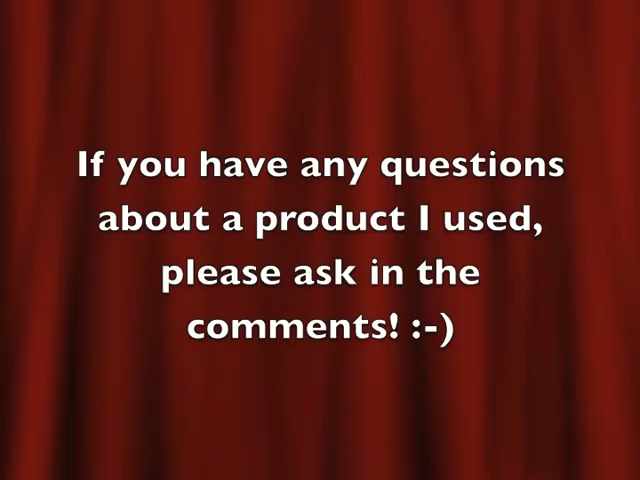 If you have any questions
about a product I used,
please ask in the
comments! :-)